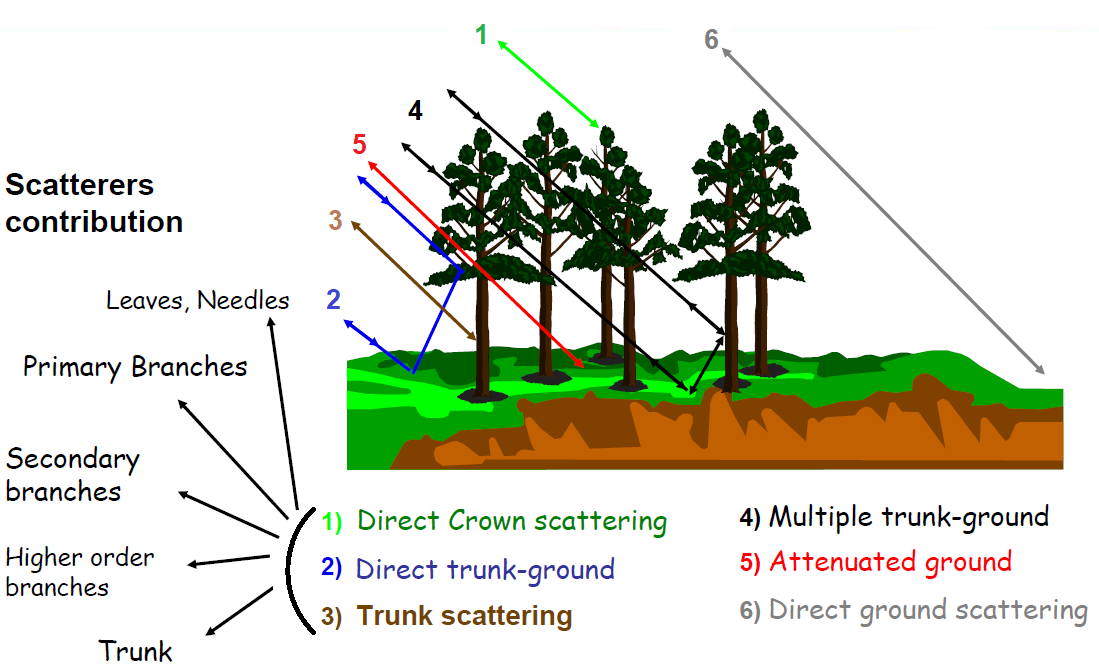 1
6
4
5
Scatterers
contribution
3
2
Leaves, Needles
Primary Branches
Secondary
branches
Higher order
branches
Trunk
1) Direct Crown scattering
2) Direct trunk-ground
3) Trunk scattering
4) Multiple trunk-ground
5) Attenuated ground
6) Direct ground scattering